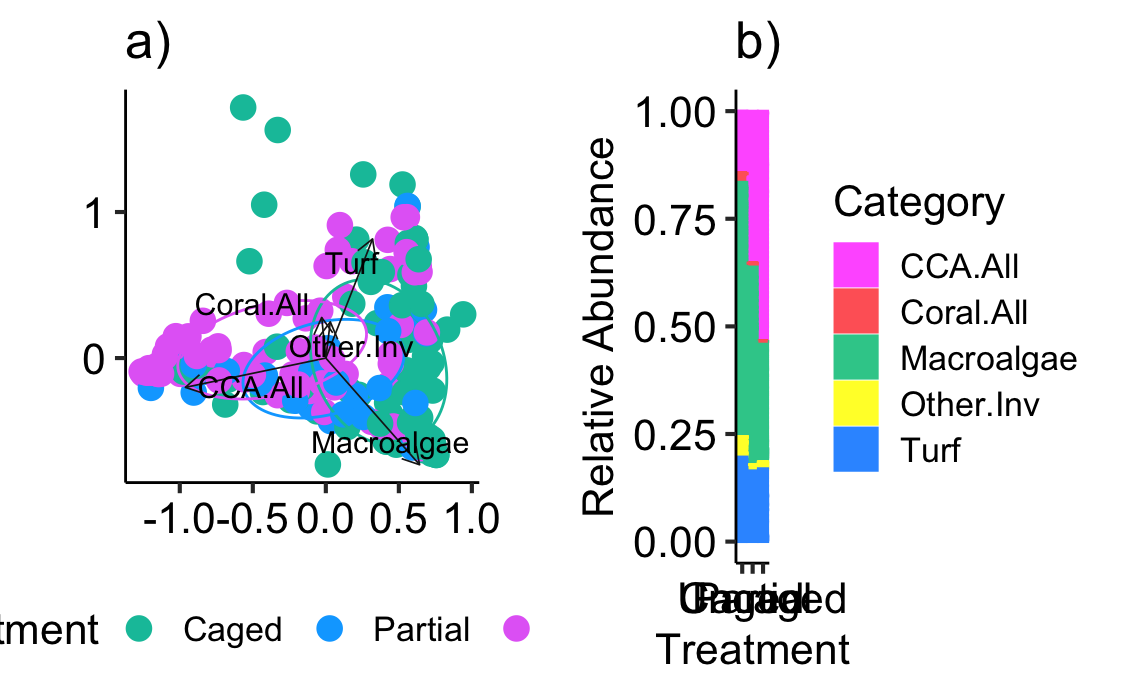 a)
1
0
Turf
Coral.All
Other.Inv
CCA.All
Macroalgae
-1.0 -0.5 0.0 0.5 1.0
tment Caged Partial
b)
Relative Abundance
1.00
0.75
0.50
0.25
0.00
Treatment
Category
CCA.All
Coral.All
Macroalgae
Other.Inv
Turf